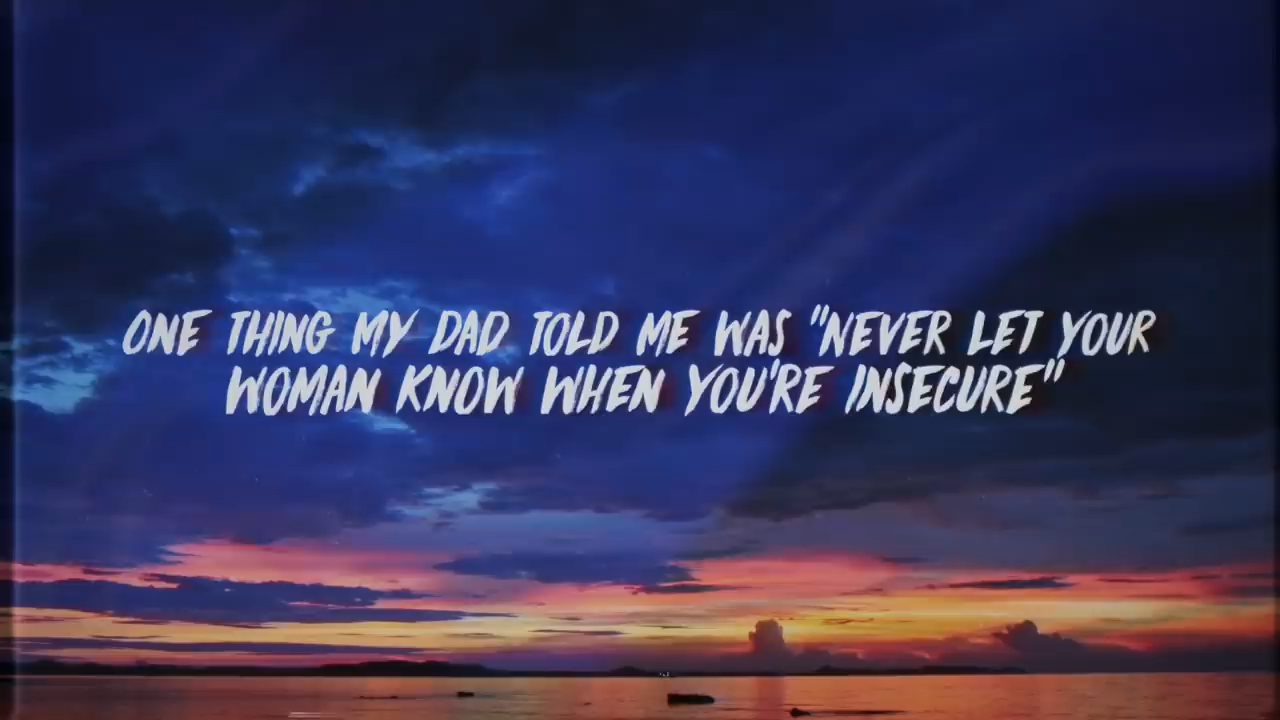 ONE THING MY DAD TOLD ME WAS "NEVER LET YOUR
WOMAN KNOW WHEN YOU'RE INSECURE"